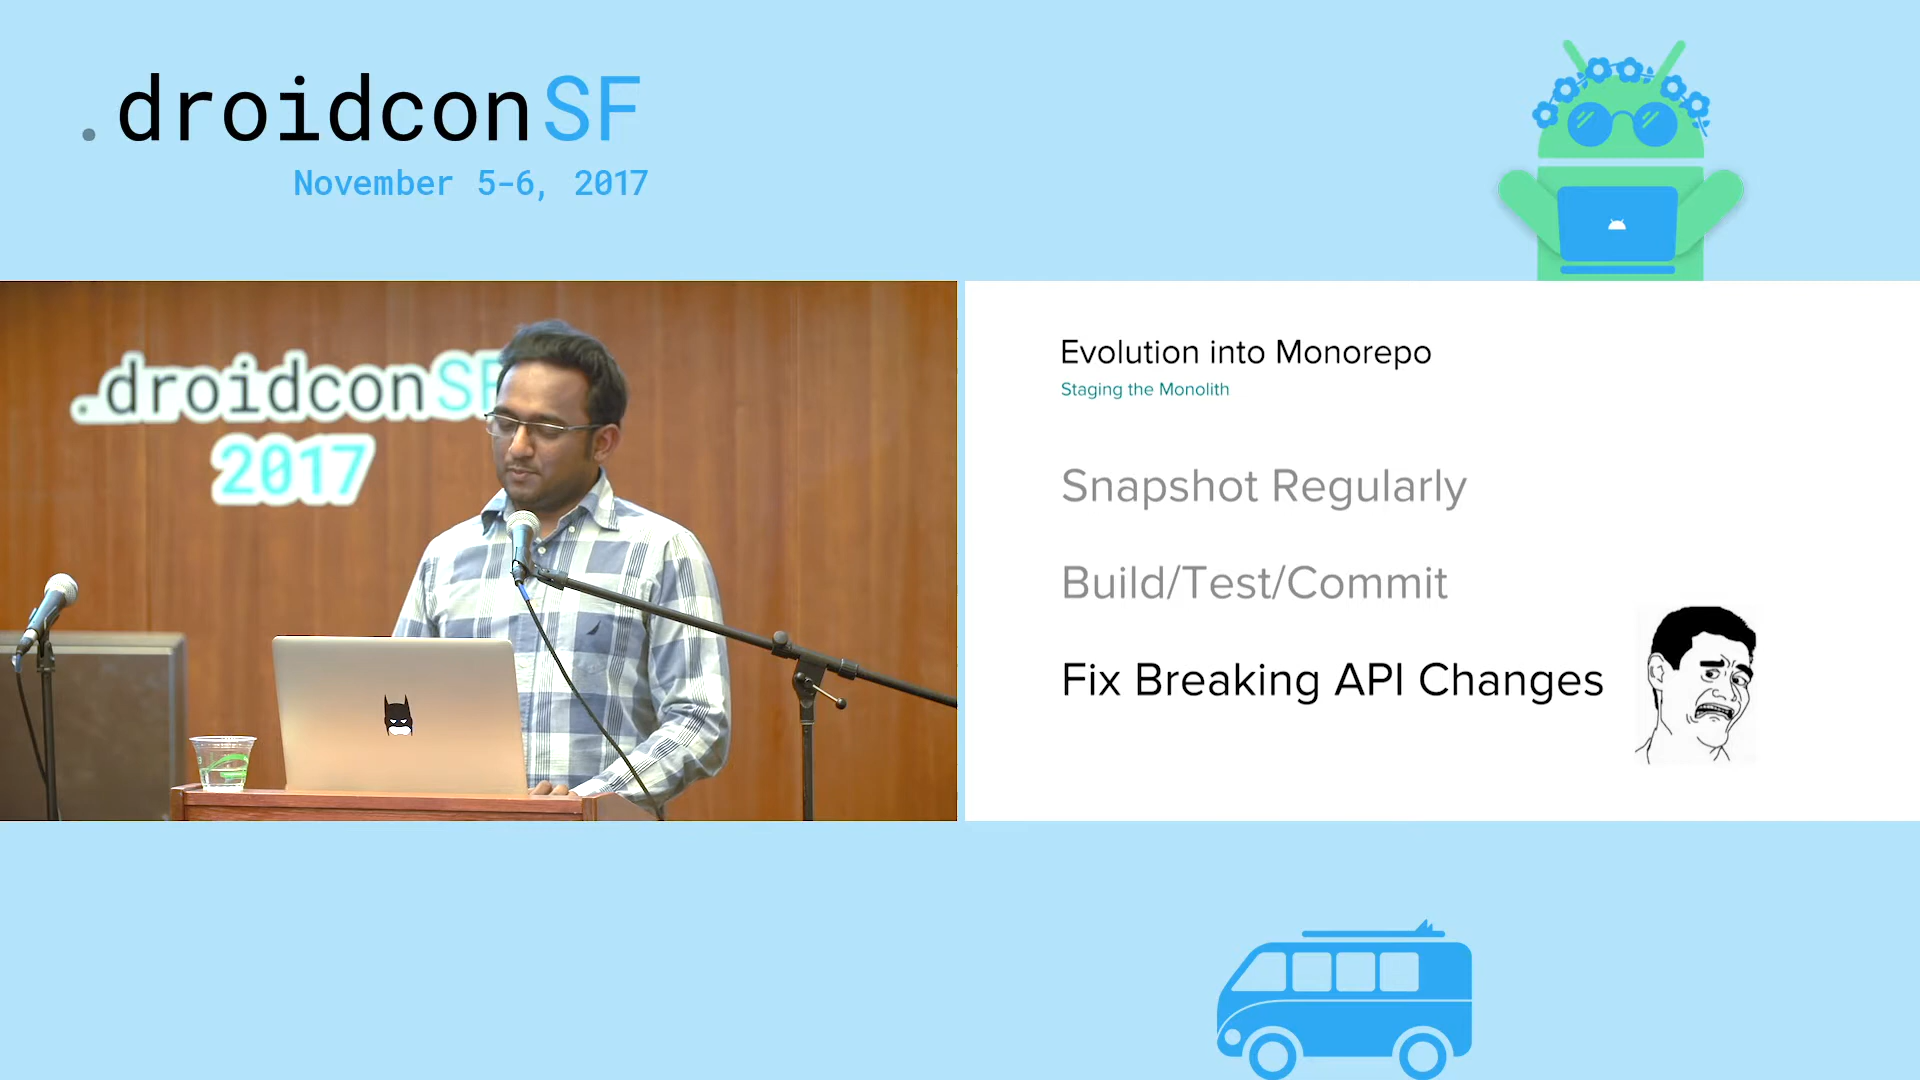 .droidconSF
November 5-6, 2017
.droidconSF
2017
Evolution into Monorepo
Staging the Monolith
Snapshot Regularly
Build/Test/Commit
Fix Breaking API Changes